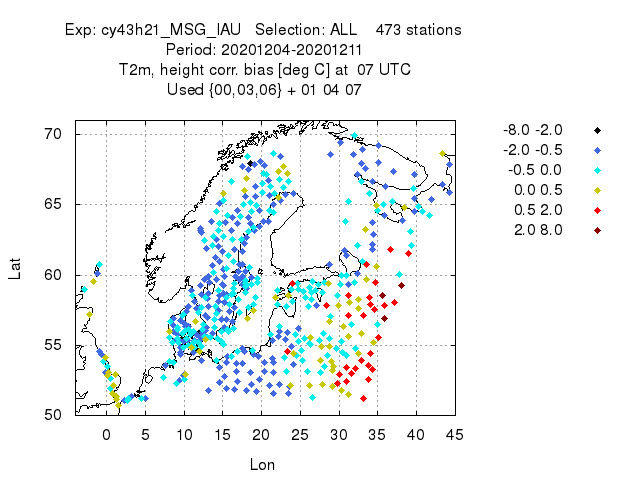 Exp: cy43h21_MSG_IAU   Selection: ALL    473 stations
Period: 20201204-20201211
T2m, height corr. bias [deg C] at  07 UTC
Used {00,03,06} + 01 04 07
70
65
60
55
50
Lat
0 5 10 15 20 25 30 35 40 45
Lon
-8.0 -2.0
-2.0 -0.5
-0.5 0.0
0.0 0.5
0.5 2.0
2.0 8.0